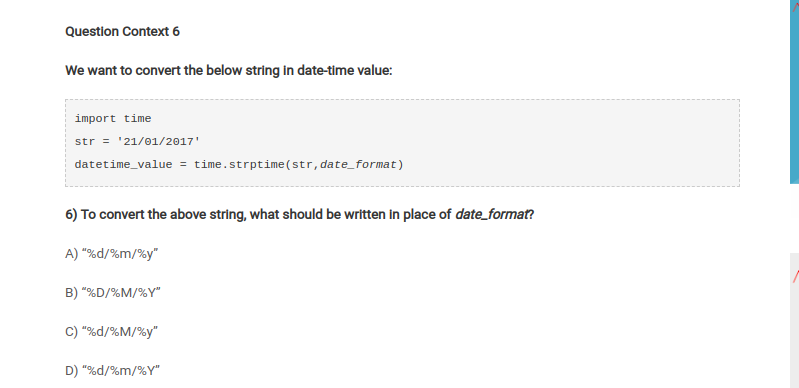 Question Context 6
We want to convert the below string in date-time value:
import time
str = '21/01/2017'
datetime_value = time.strptime(str,date_format)
6) To convert the above string, what should be written in place of date_format?
A) “%d/%m/%y”
B) “%D/%M/%Y”
C) “%d/%M/%y”
D) “%d/%m/%Y”